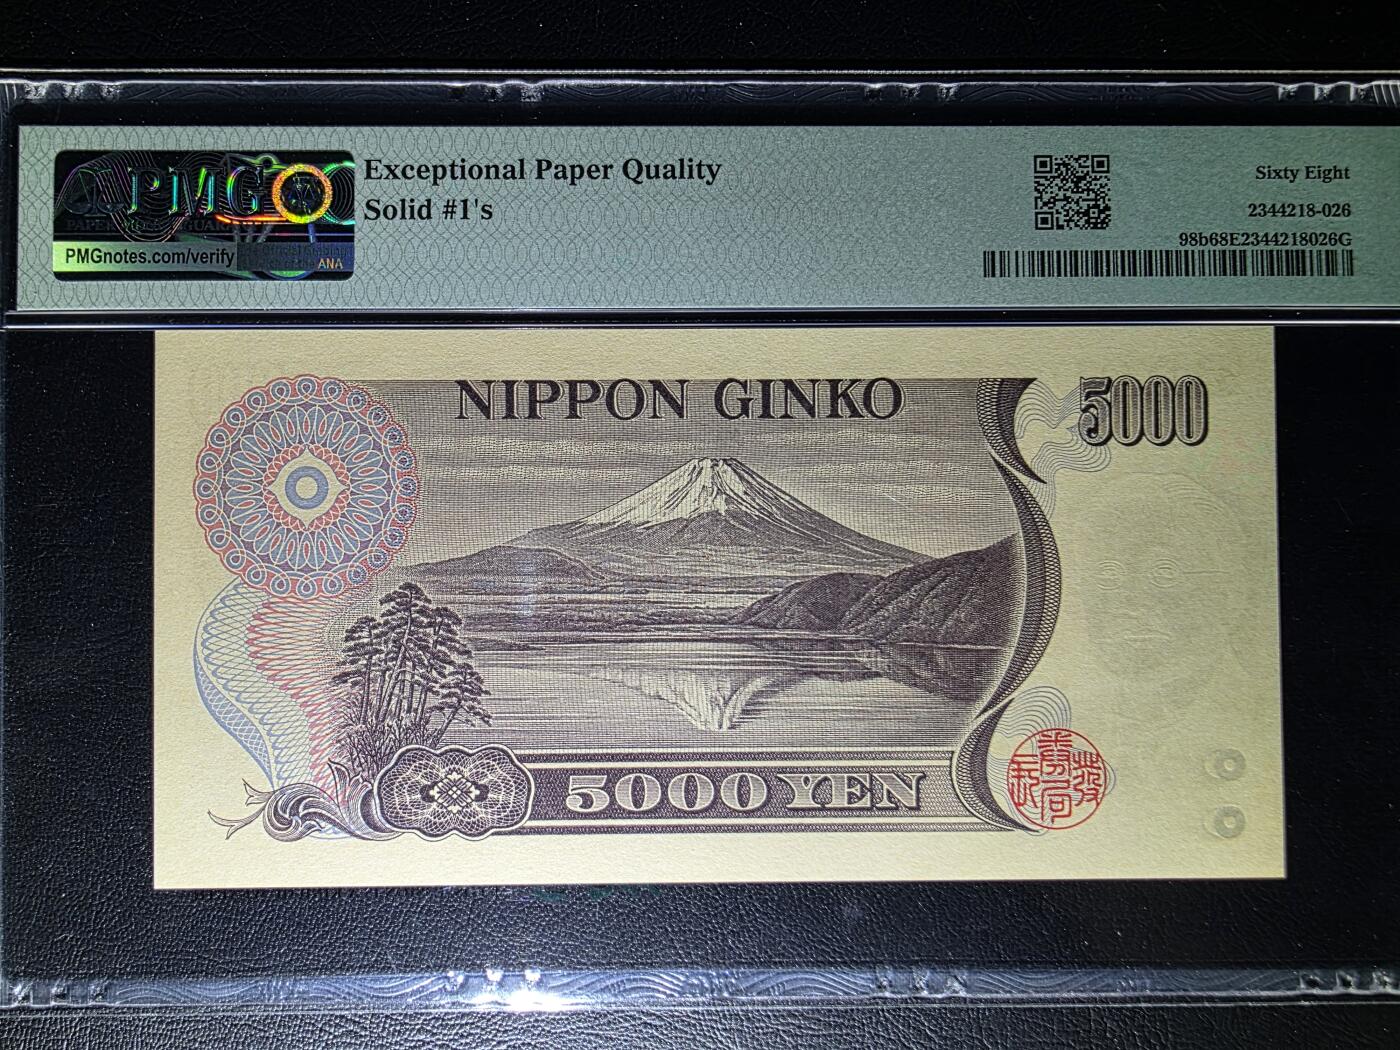 PMG
Exceptional Paper Quality
Solid #1's
PMGnotes.com/verify
ANA
Sixty Eight
2344218-026
98b68E2344218026G
NIPPON GINKO
5000
5000 YEN